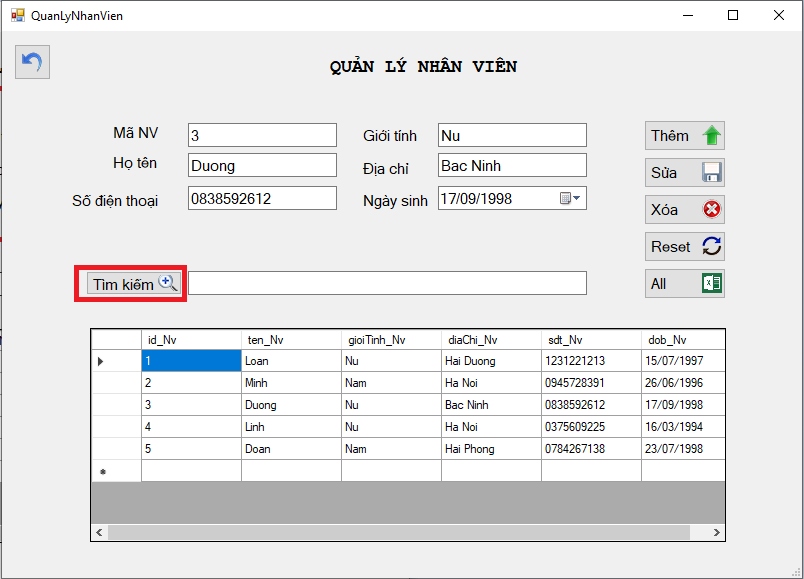 QuanLyNhanVien
QUẢN LÝ NHÂN VIÊN
Mã NV 3 Giới tính Nu Thêm
Họ tên Duong Địa chỉ Bac Ninh Sửa
Số điện thoại 0838592612 Ngày sinh 17/09/1998 Xóa
Reset
Tìm kiếm All
id_Nv ten_Nv gioiTinh_Nv diaChi_Nv sdt_Nv dob_Nv
1 Loan Nu Hai Duong 1231221213 15/07/1997
2 Minh Nam Ha Noi 0945728391 26/06/1996
3 Duong Nu Bac Ninh 0838592612 17/09/1998
4 Linh Nu Ha Noi 0375609225 16/03/1994
5 Doan Nam Hai Phong 0784267138 23/07/1998